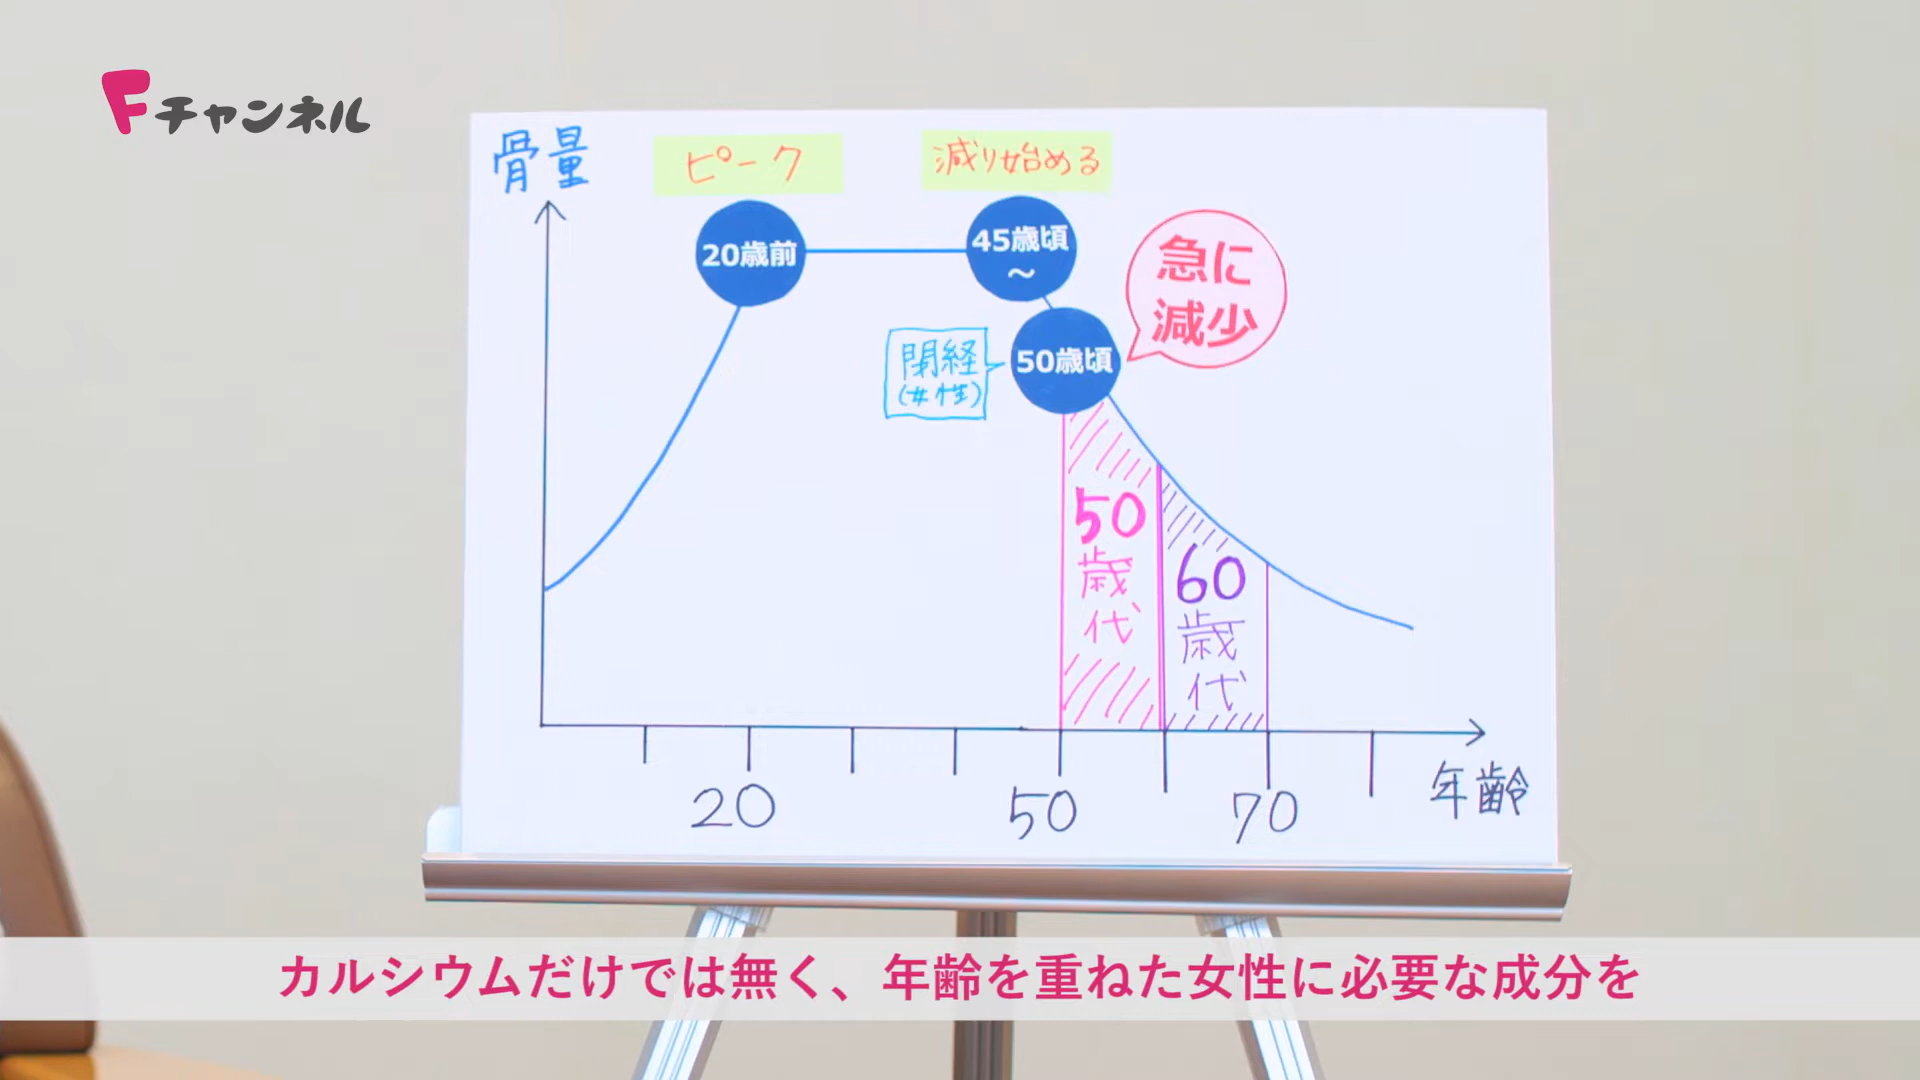 Fチャンネル
骨量
ピーク
減り始める
20歳前
45歳頃
～
急に
減少
閉経
(女性)
50歳頃
50
歳
代
60
歳
代
20
50
70
年齢
カルシウムだけでは無く、年齢を重ねた女性に必要な成分を